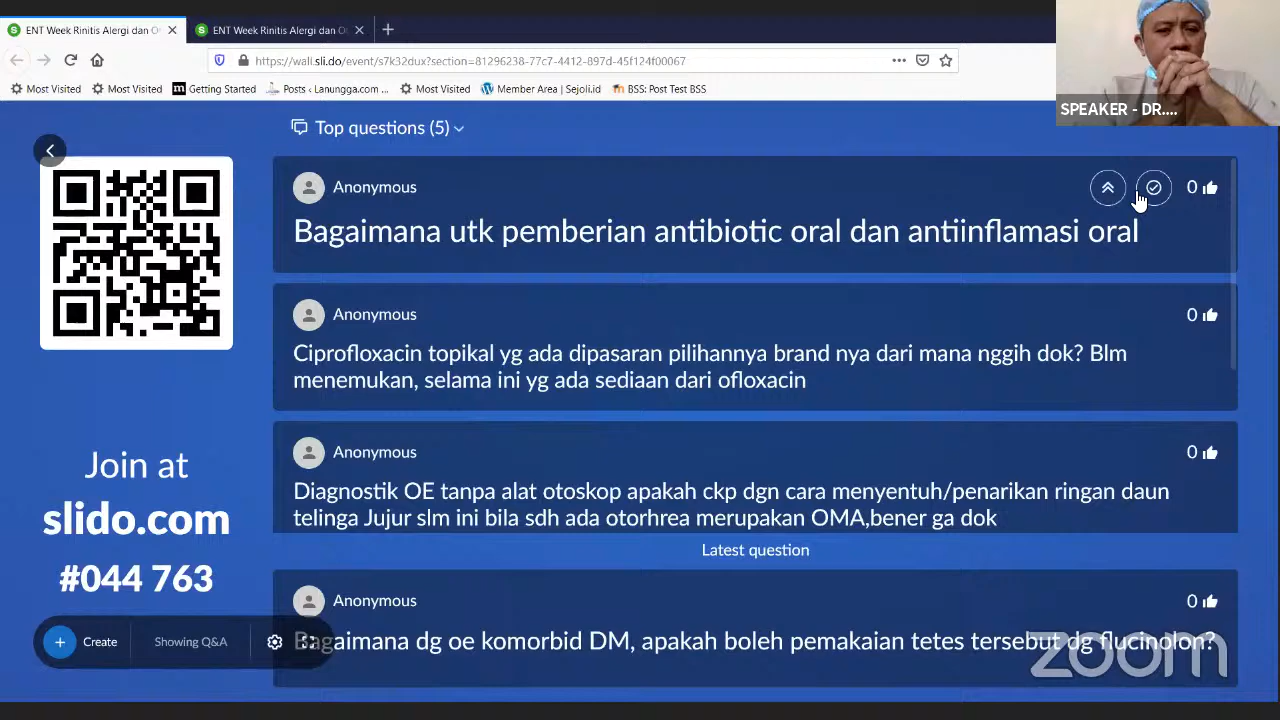 ENT Week Rinitis Alergi dan O
ENT Week Rinitis Alergi dan O
https://wall.sli.do/event/s7k32dux?section=81296238-77c7-4412-897d-45f124f00067
Most Visited
Most Visited
Getting Started
Posts ‹ Lanungga.com ...
Most Visited
Member Area | Sejoli.id
BSS: Post Test BSS
SPEAKER - DR....
Top questions (5)
Anonymous
0
Bagaimana utk pemberian antibiotic oral dan antiinflamasi oral
Anonymous
0
Ciprofloxacin topikal yg ada dipasaran pilihannya brand nya dari mana nggih dok? Blm
menemukan, selama ini yg ada sediaan dari ofloxacin
Anonymous
0
Diagnostik OE tanpa alat otoskop apakah ckp dgn cara menyentuh/penarikan ringan daun
telinga Jujur slm ini bila sdh ada otorhrea merupakan OMA,bener ga dok
Latest question
Anonymous
0
Bagaimana dg oe komorbid DM, apakah boleh pemakaian tetes tersebut dg flucinolon?
Join at
slido.com
#044 763
Create
Showing Q&A
zoom